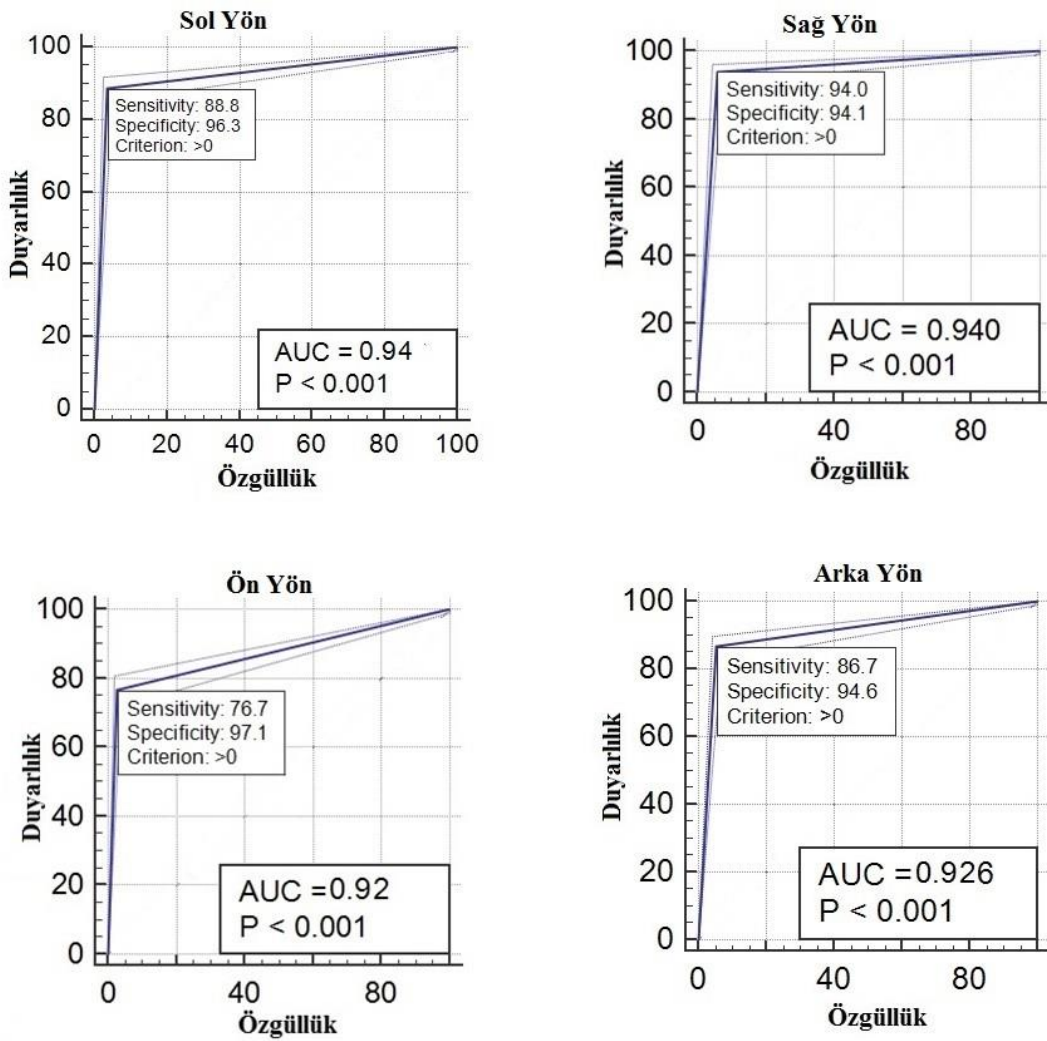 Sol Yön
100
80
60
40
20
0
Duyarlılık
Sensitivity: 88.8
Specificity: 96.3
Criterion: >0
AUC = 0.94
P < 0.001
0 20 40 60 80 100
Özgüllük
Sağ Yön
100
80
60
40
20
0
Duyarlılık
Sensitivity: 94.0
Specificity: 94.1
Criterion: >0
AUC = 0.940
P < 0.001
0 40 80
Özgüllük
Ön Yön
100
80
60
40
20
0
Duyarlılık
Sensitivity: 76.7
Specificity: 97.1
Criterion: >0
AUC =0.92
P < 0.001
0 40 80
Özgüllük
Arka Yön
100
80
60
40
20
0
Duyarlılık
Sensitivity: 86.7
Specificity: 94.6
Criterion: >0
AUC =0.926
P < 0.001
0 40 80
Özgüllük